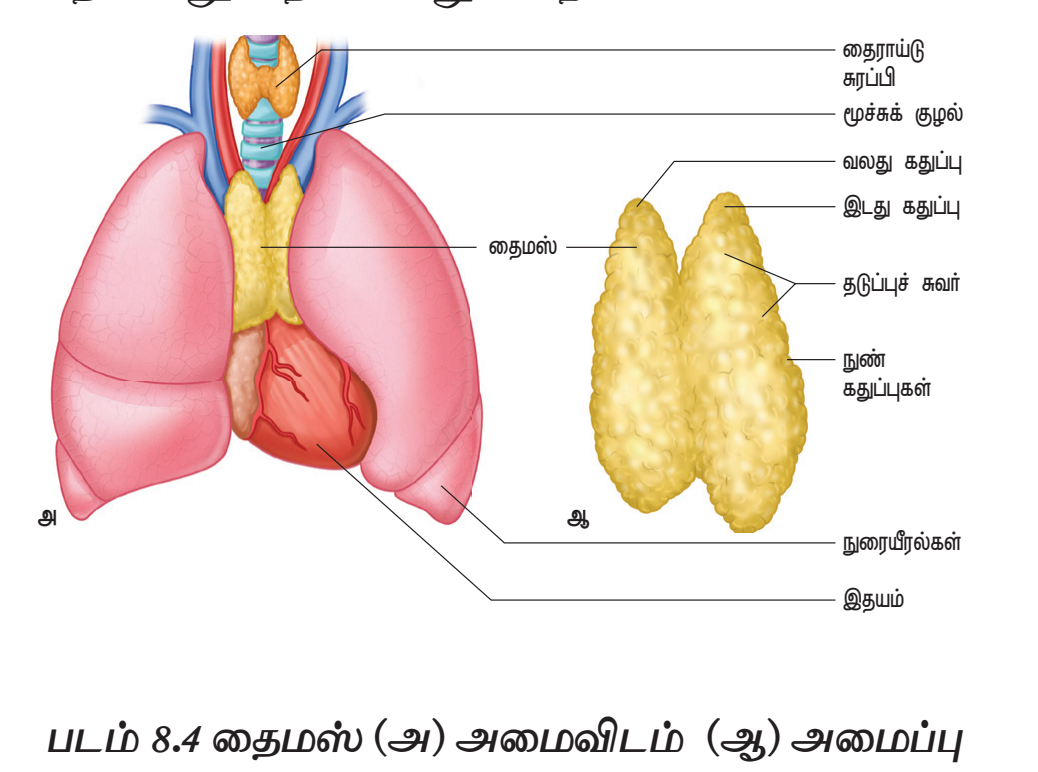 தைராய்டு
சுரப்பி
மூச்சுக் குழல்
வலது கதுப்பு
இடது கதுப்பு
தைமஸ்
தடுப்புச் சுவர்
நுண்
கதுப்புகள்
அ
ஆ
நுரையீரல்கள்
இதயம்
படம் 8.4 தைமஸ் (அ) அமைவிடம் (ஆ) அமைப்பு